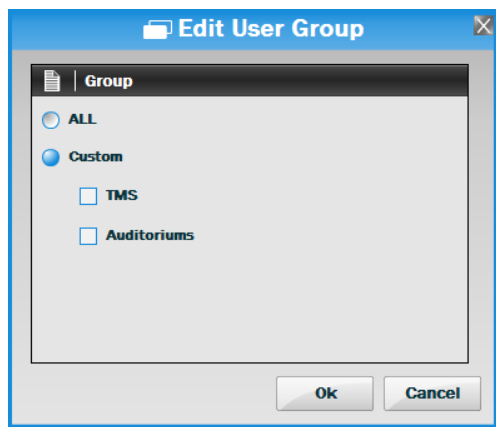 Edit User Group
Group
ALL
Custom
TMS
Auditoriums
Ok Cancel